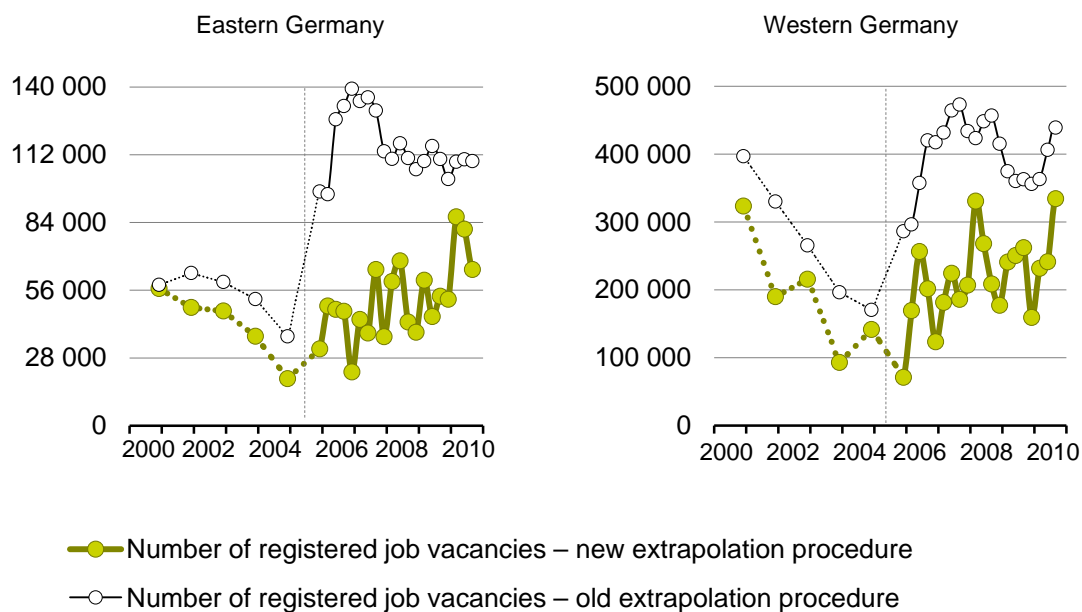 Eastern Germany
140 000
112 000
84 000
56 000
28 000
0
2000 2002 2004 2006 2008 2010
Western Germany
500 000
400 000
300 000
200 000
100 000
0
2000 2002 2004 2006 2008 2010
Number of registered job vacancies – new extrapolation procedure
Number of registered job vacancies – old extrapolation procedure